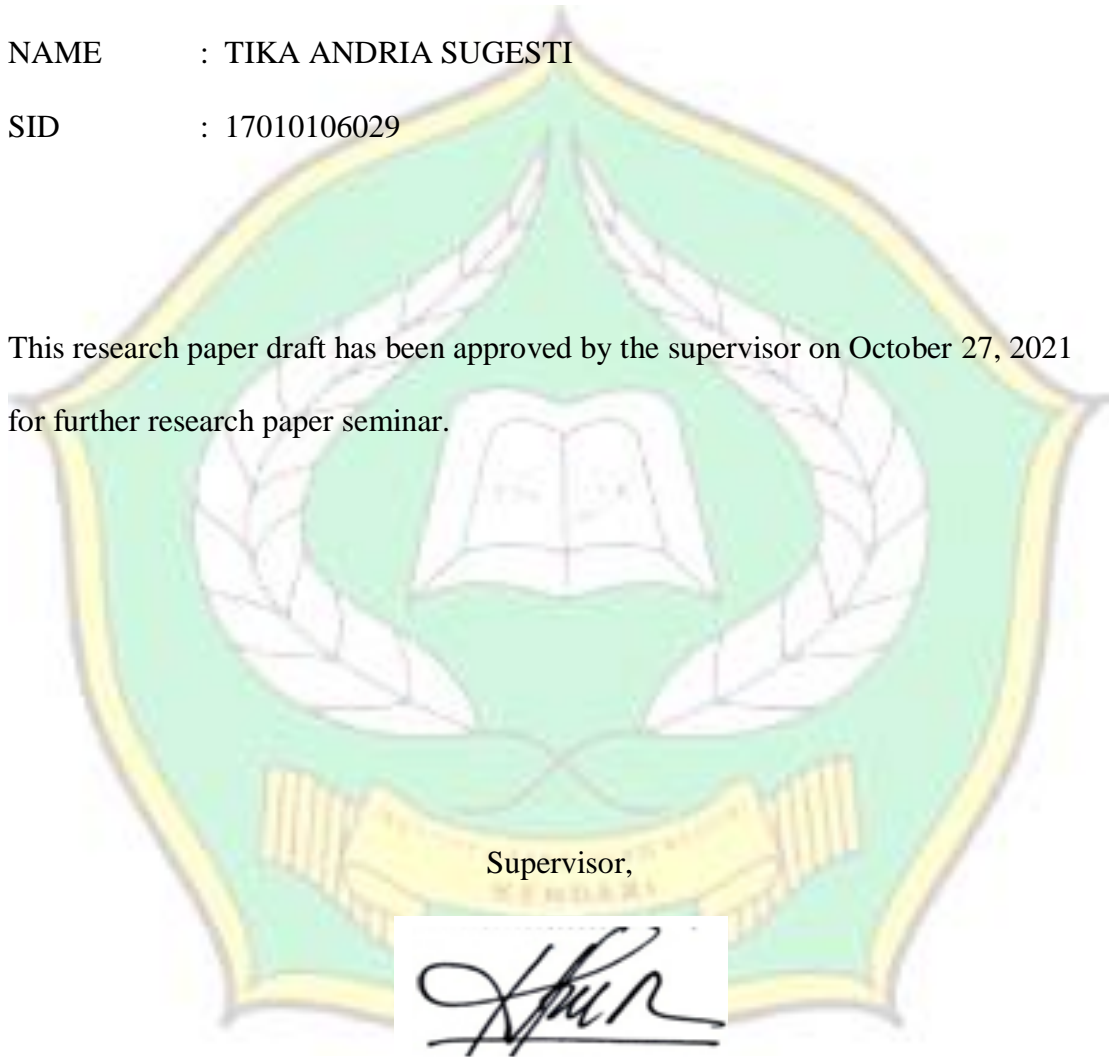 NAME : TIKA ANDRIA SUGESTI
SID : 17010106029
This research paper draft has been approved by the supervisor on October 27, 2021
for further research paper seminar.
Supervisor,
KENDARI